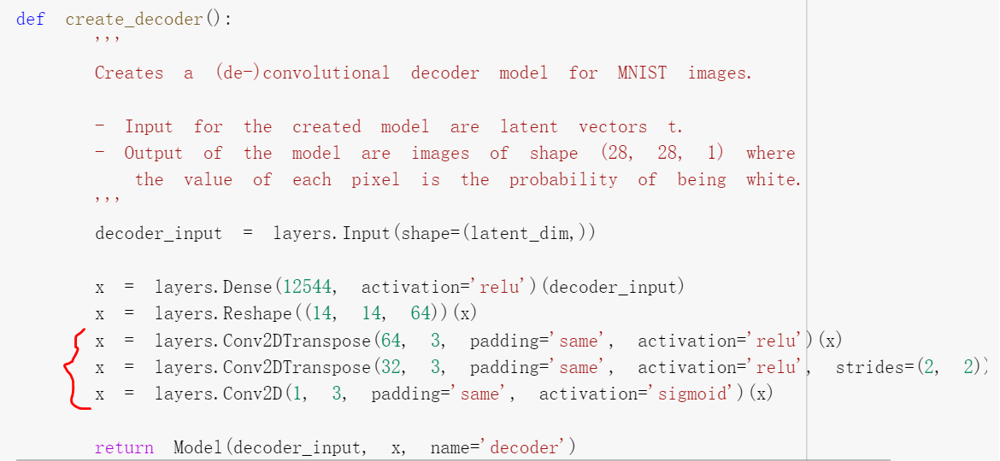 def create_decoder():
'''
Creates a (de-)convolutional decoder model for MNIST images.
- Input for the created model are latent vectors t.
- Output of the model are images of shape (28, 28, 1) where
the value of each pixel is the probability of being white.
'''
decoder_input = layers.Input(shape=(latent_dim,))
x = layers.Dense(12544, activation='relu')(decoder_input)
x = layers.Reshape((14, 14, 64))(x)
x = layers.Conv2DTranspose(64, 3, padding='same', activation='relu')(x)
x = layers.Conv2DTranspose(32, 3, padding='same', activation='relu', strides=(2, 2))
x = layers.Conv2D(1, 3, padding='same', activation='sigmoid')(x)
return Model(decoder_input, x, name='decoder')